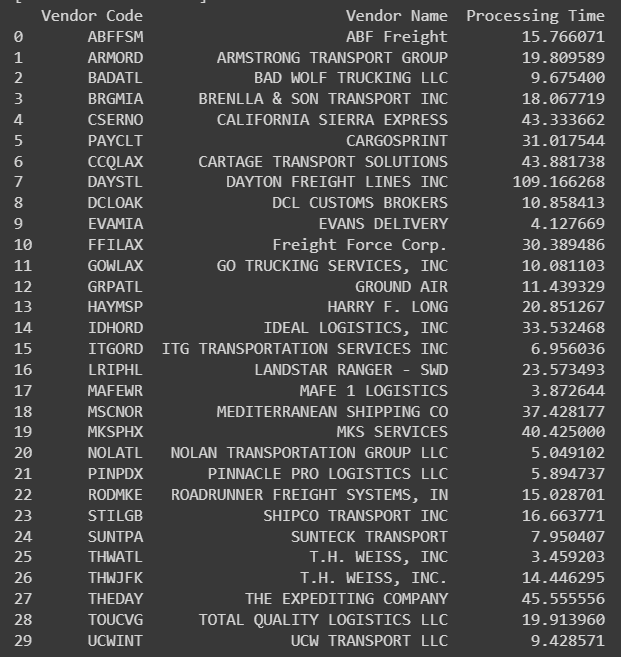 Vendor Code Vendor Name Processing Time
0 ABFFSM ABF Freight 15.766071
1 ARMORD ARMSTRONG TRANSPORT GROUP 19.809589
2 BADATL BAD WOLF TRUCKING LLC 9.675400
3 BRGMIA BRENLLA & SON TRANSPORT INC 18.067719
4 CSERNO CALIFORNIA SIERRA EXPRESS 43.333662
5 PAYCLT CARGOSPRINT 31.017544
6 CCQLAX CARTAGE TRANSPORT SOLUTIONS 43.881738
7 DAYSTL DAYTON FREIGHT LINES INC 109.166268
8 DCLOAK DCL CUSTOMS BROKERS 10.858413
9 EVAMIA EVANS DELIVERY 4.127669
10 FFILAX Freight Force Corp. 30.389486
11 GOWLAX GO TRUCKING SERVICES, INC 10.081103
12 GRPATL GROUND AIR 11.439329
13 HAYMSP HARRY F. LONG 20.851267
14 IDHORD IDEAL LOGISTICS, INC 33.532468
15 ITGORD ITG TRANSPORTATION SERVICES INC 6.956036
16 LRIPHL LANDSTAR RANGER - SWD 23.573493
17 MAFEWR MAFE 1 LOGISTICS 3.872644
18 MSCNOR MEDITERRANEAN SHIPPING CO 37.428177
19 MKSPHX MKS SERVICES 40.425000
20 NOLATL NOLAN TRANSPORTATION GROUP LLC 5.049102
21 PINPDX PINNACLE PRO LOGISTICS LLC 5.894737
22 RODMKE ROADRUNNER FREIGHT SYSTEMS, IN 15.028701
23 STILGB SHIPCO TRANSPORT INC 16.663771
24 SUNTPA SUNTECK TRANSPORT 7.950407
25 THWATL T.H. WEISS, INC 3.459203
26 THWJFK T.H. WEISS, INC. 14.446295
27 THEDAY THE EXPEDITING COMPANY 45.555556
28 TOUCVG TOTAL QUALITY LOGISTICS LLC 19.913960
29 UCWINT UCW TRANSPORT LLC 9.428571